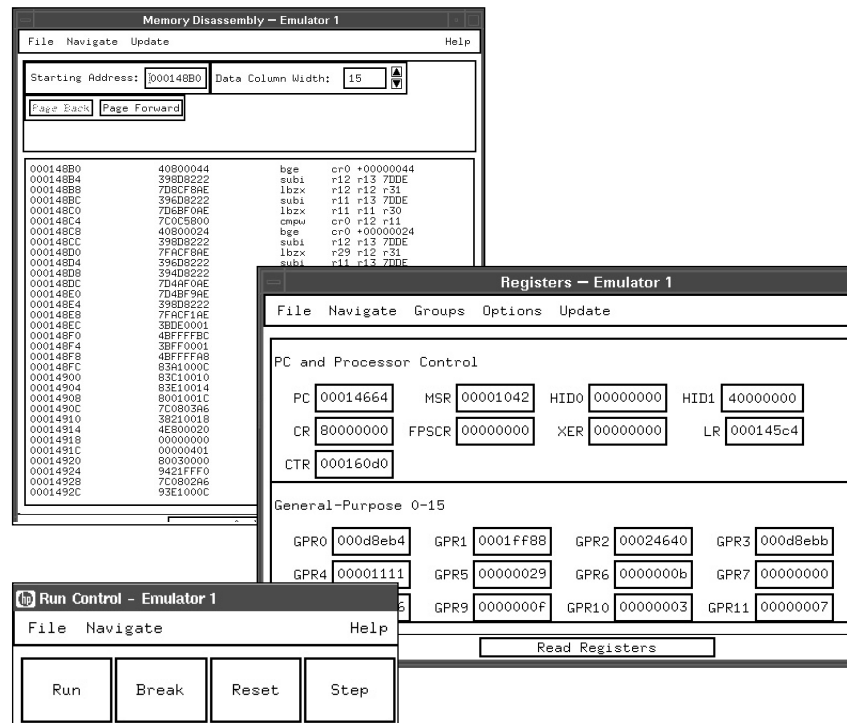 Memory Disassembly — Emulator 1
File Navigate Update Help
Starting Address: 000148B0 Data Column Width: 15
Page Back Page Forward
000148B0 40800044 bge cr0 +00000044
000148B4 398D8222 subi r12 r13 7DDE
000148B8 7D8CF8AE lbzx r12 r12 r31
000148BC 396D8222 subi r11 r13 7DDE
000148C0 7D6BF0AE lbzx r11 r11 r30
000148C4 7C0C5800 cmpw cr0 r12 r11
000148C8 40800024 bge cr0 +00000024
000148CC 398D8222 subi r12 r13 7DDE
000148D0 7FACF8AE lbzx r29 r12 r31
000148D4 396D8222 subi r11 r13 7DDE
000148D8 394D8222
000148DC 7D4AF0AE
000148E0 7D4BF9AE
000148E4 398D8222
000148E8 7FACF1AE
000148EC 3BDE0001
000148F0 4BFFFFBC
000148F4 3BFF0001
000148F8 4BFFFFA8
000148FC 83A1000C
00014900 83C10010
00014904 83E10014
00014908 8001001C
0001490C 7C0803A6
00014910 38210018
00014914 4E800020
00014918 00000000
0001491C 00000401
00014920 80030000
00014924 9421FFF0
00014928 7C0802A6
0001492C 93E1000C
Registers — Emulator 1
File Navigate Groups Options Update
PC and Processor Control
PC 00014664 MSR 00001042 HID0 00000000 HID1 40000000
CR 80000000 FPSCR 00000000 XER 00000000 LR 000145c4
CTR 000160d0
General-Purpose 0-15
GPR0 000d8eb4 GPR1 0001ff88 GPR2 00024640 GPR3 000d8ebb
GPR4 00001111 GPR5 00000029 GPR6 0000000b GPR7 00000000
6 GPR9 0000000f GPR10 00000003 GPR11 00000007
Read Registers
hp Run Control - Emulator 1
File Navigate Help
Run Break Reset Step